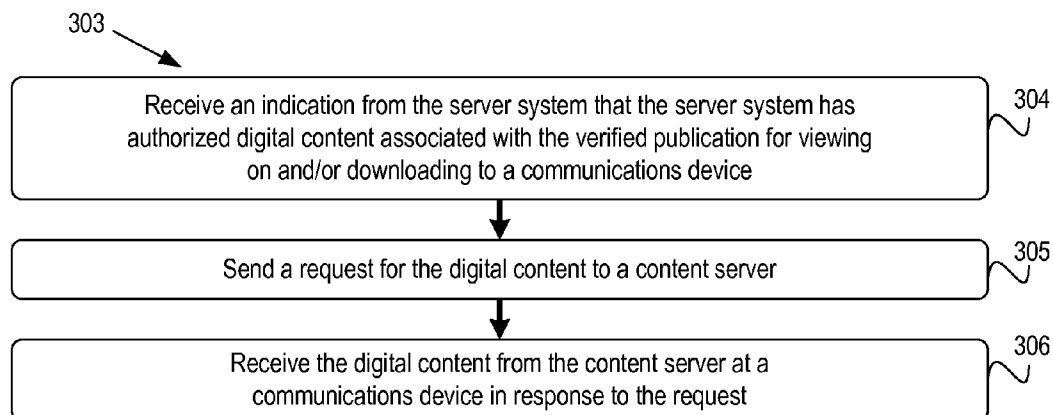 303
Receive an indication from the server system that the server system has
authorized digital content associated with the verified publication for viewing
on and/or downloading to a communications device
304
Send a request for the digital content to a content server
305
Receive the digital content from the content server at a
communications device in response to the request
306